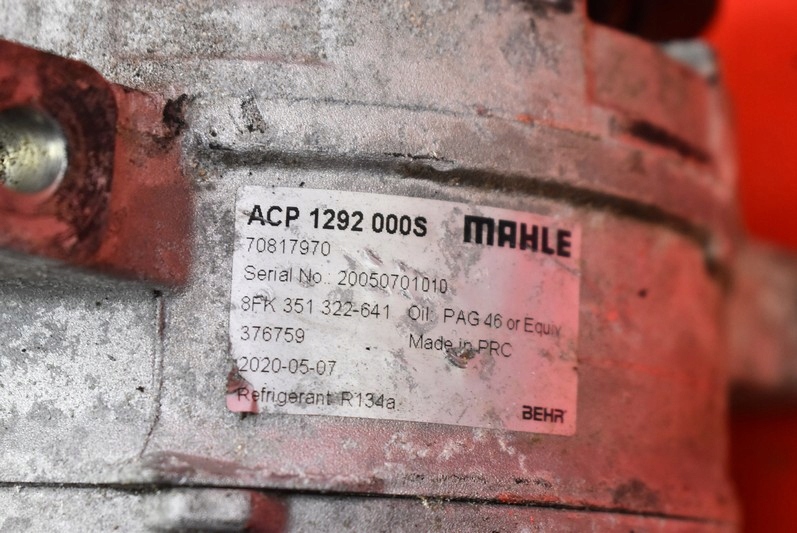 ACP 1292 000S MAHLE
70817970
Serial No.: 20050701010
8FK 351 322-641 Oil: PAG 46 or Equiv
376759 Made in PRC
2020-05-07
Refrigerant: R134a
BEHR